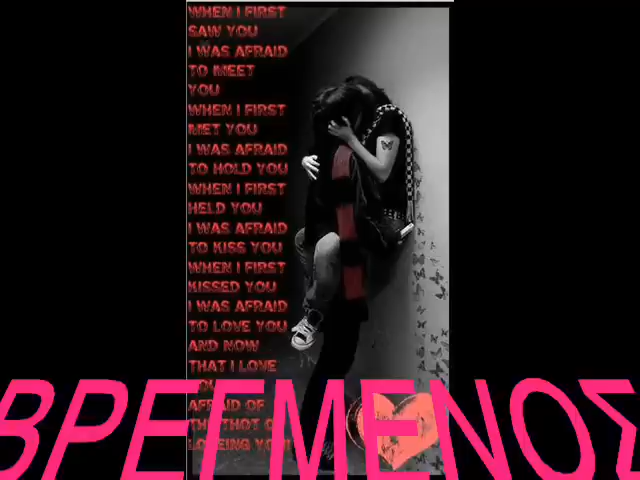 WHEN I FIRST
SAW YOU
I WAS AFRAID
TO MEET
YOU
WHEN I FIRST
MET YOU
I WAS AFRAID
TO HOLD YOU
WHEN I FIRST
HELD YOU
I WAS AFRAID
TO KISS YOU
WHEN I FIRST
KISSED YOU
I WAS AFRAID
TO LOVE YOU
AND NOW
THAT I LOVE
AFRAID OF
THOT
YOU
ΒΡΕΓΜΕΝΟΣ